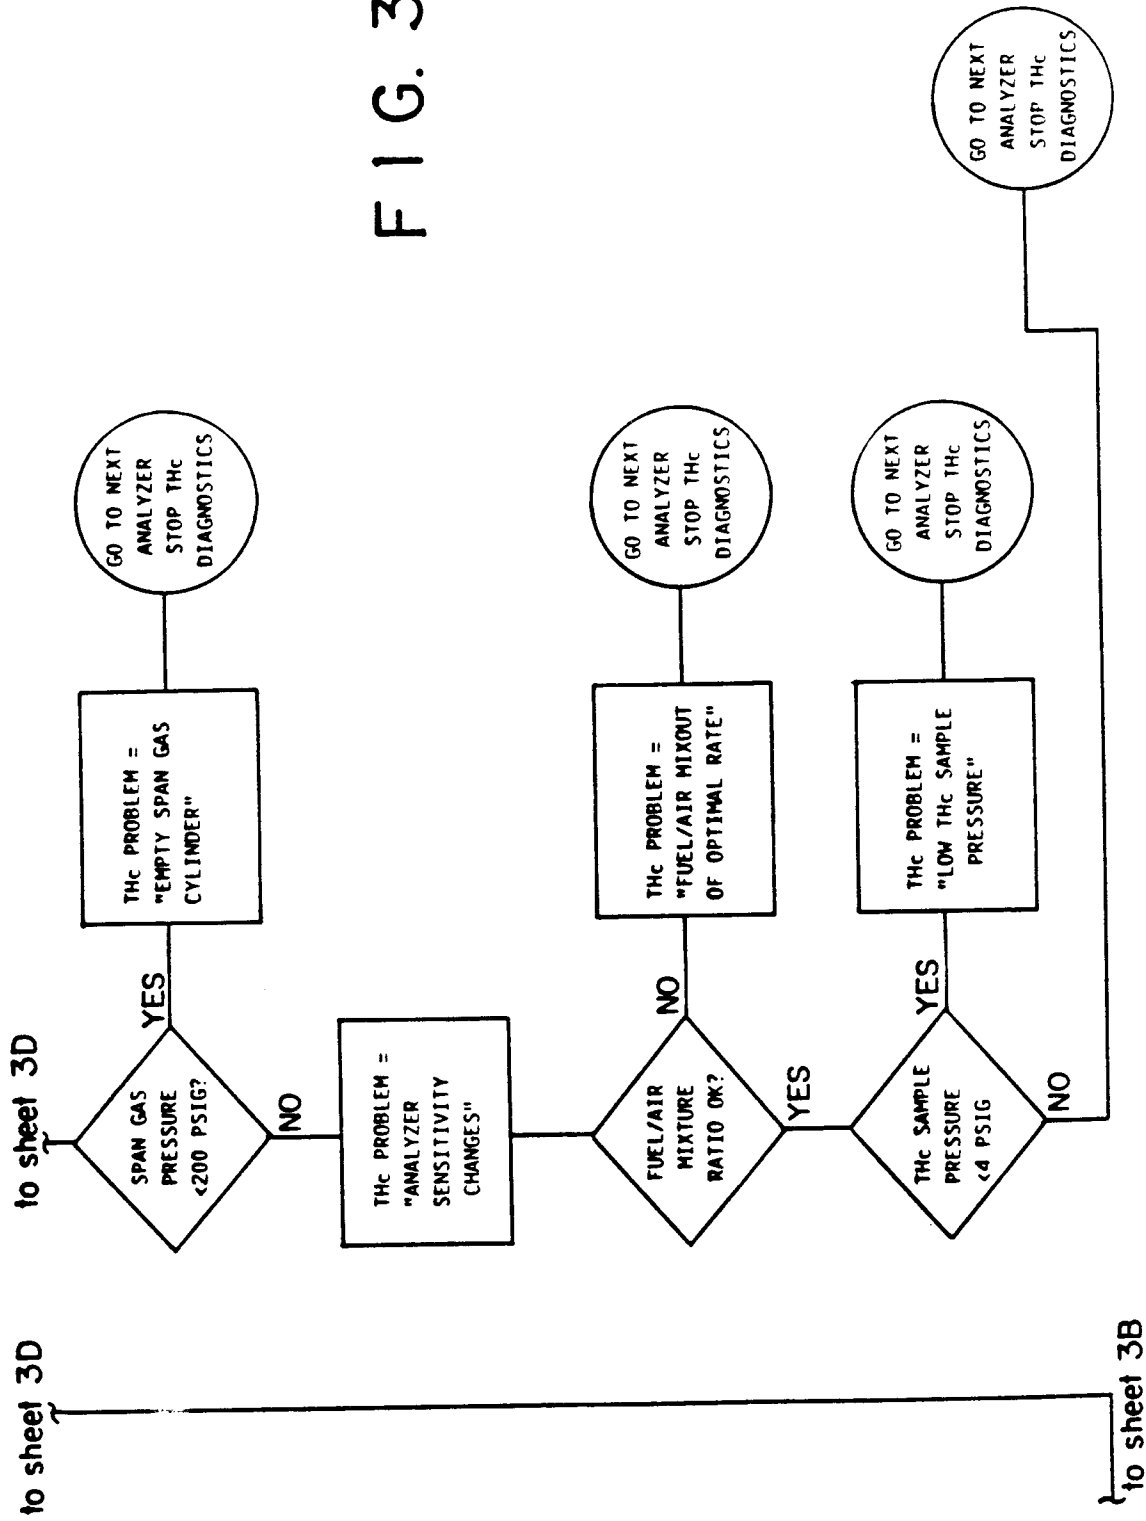 to sheet 3D
to sheet 3D
SPAN GAS
PRESSURE
<200 PSIG?
YES
THc PROBLEM =
"EMPTY SPAN GAS
CYLINDER"
GO TO NEXT
ANALYZER
STOP THc
DIAGNOSTICS
NO
THc PROBLEM =
"ANALYZER
SENSITIVITY
CHANGES"
FIG. 3
FUEL/AIR
MIXTURE
RATIO OK?
NO
THc PROBLEM =
"FUEL/AIR MIXOUT
OF OPTIMAL RATE"
GO TO NEXT
ANALYZER
STOP THc
DIAGNOSTICS
YES
THc SAMPLE
PRESSURE
<4 PSIG
YES
THc PROBLEM =
"LOW THc SAMPLE
PRESSURE"
GO TO NEXT
ANALYZER
STOP THc
DIAGNOSTICS
NO
GO TO NEXT
ANALYZER
STOP THc
DIAGNOSTICS
to sheet 3B